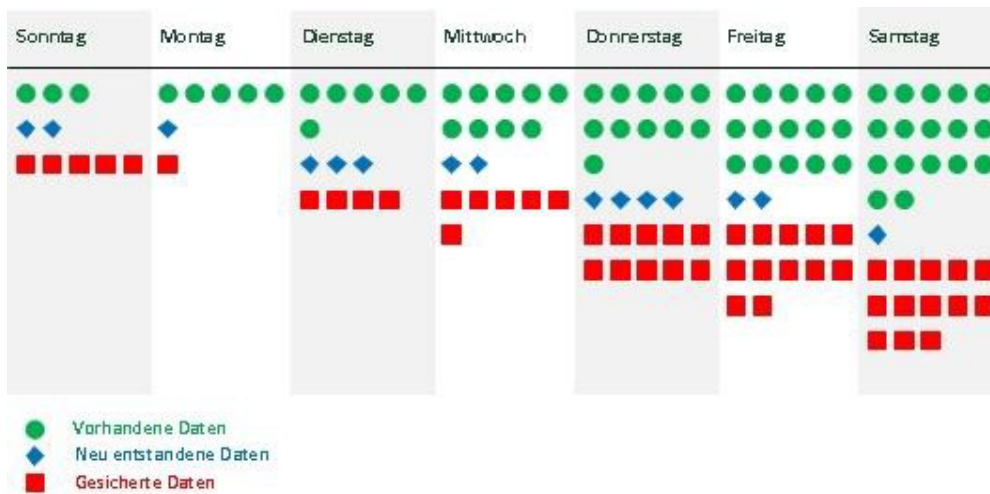 Sonntag Montag Dienstag Mittwoch Donnerstag Freitag Samstag
Vorhandene Daten
Neu entstandene Daten
Gesicherte Daten